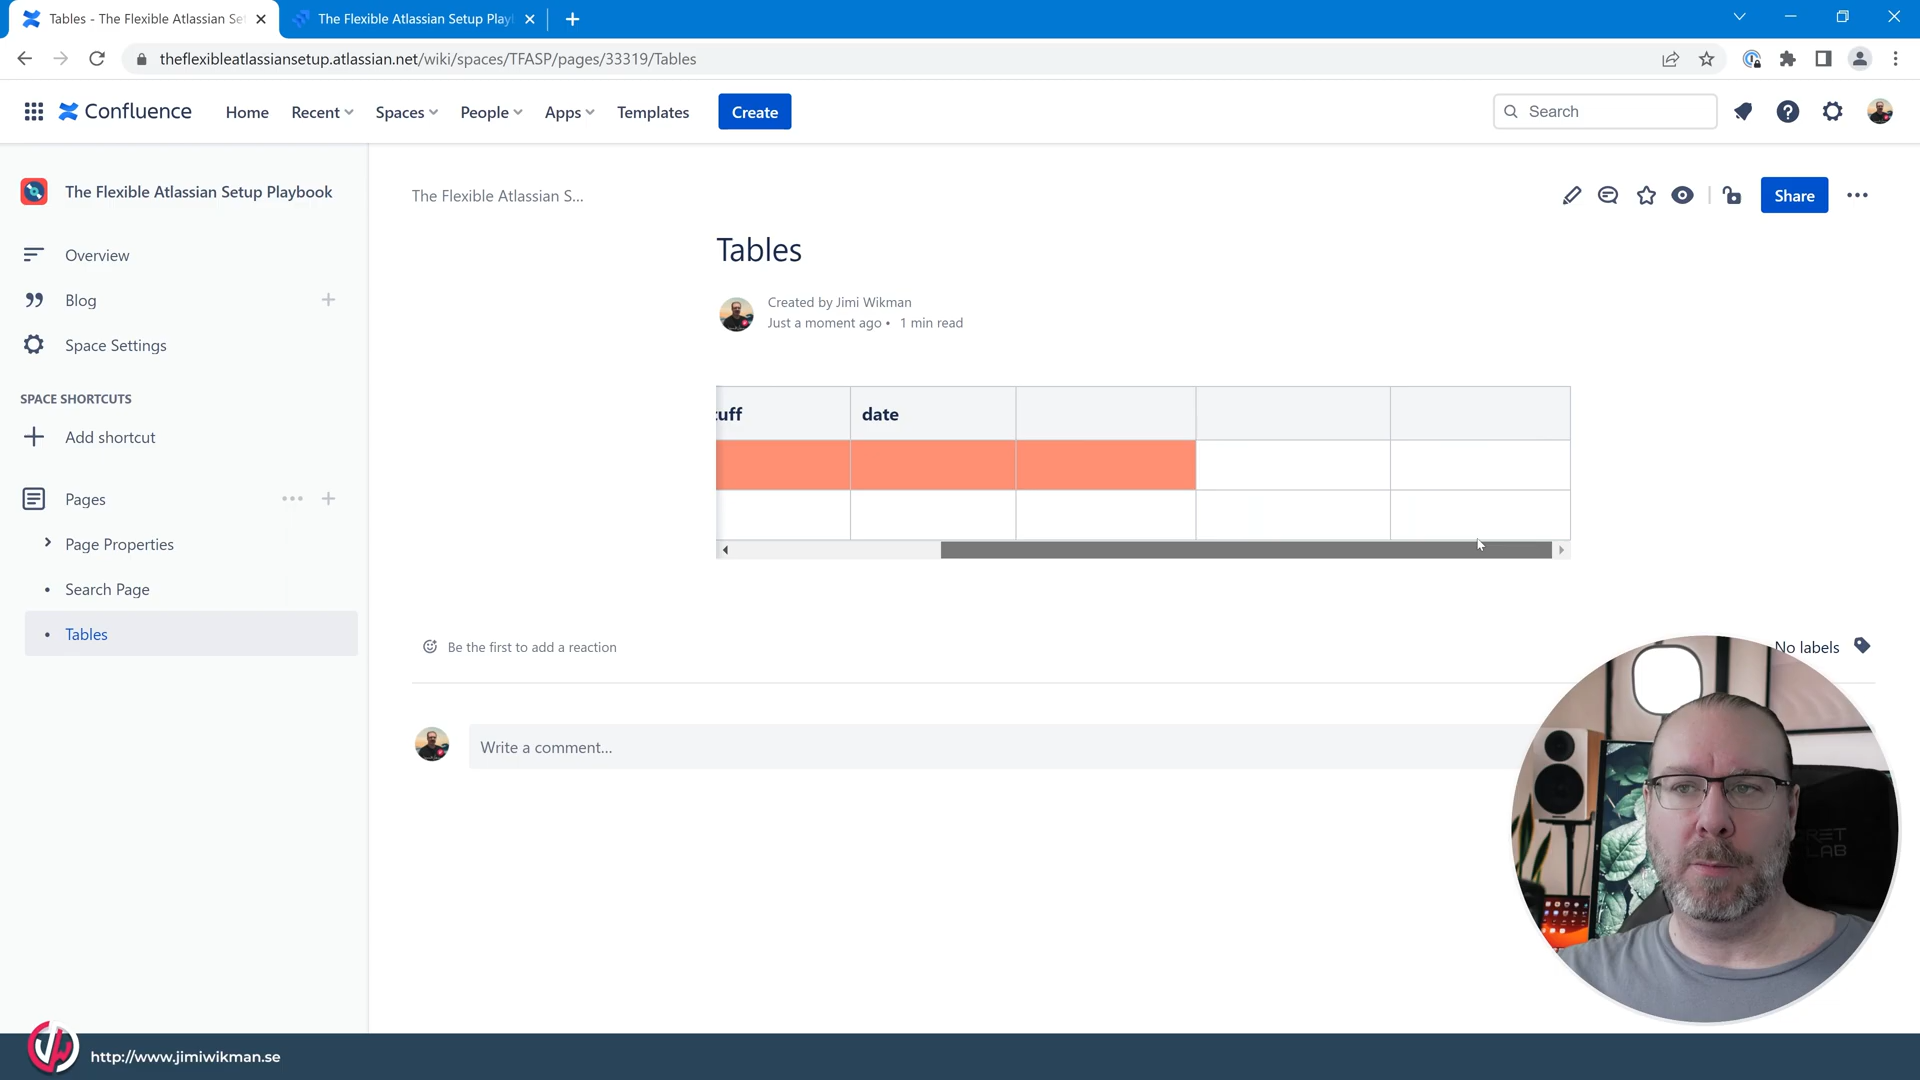 Tables - The Flexible Atlassian Se
The Flexible Atlassian Setup Play
theflexibleatlassiansetup.atlassian.net/wiki/spaces/TFASP/pages/33319/Tables
Confluence
Home
Recent
Spaces
People
Apps
Templates
Create
Search
The Flexible Atlassian Setup Playbook
Overview
Blog
Space Settings
SPACE SHORTCUTS
Add shortcut
Pages
Page Properties
Search Page
Tables
The Flexible Atlassian S...
Share
Tables
Created by Jimi Wikman
Just a moment ago • 1 min read
tuff
date
Be the first to add a reaction
No labels
Write a comment...
http://www.jimiwikman.se